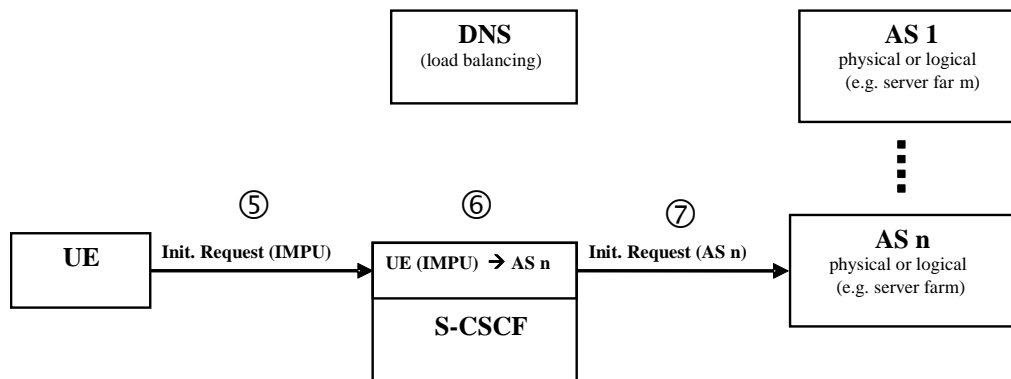 DNS
(load balancing)
AS 1
physical or logical
(e.g. server far m)
⑤
⑥
⑦
UE
Init. Request (IMPU)
UE (IMPU) → AS n
Init. Request (AS n)
AS n
physical or logical
(e.g. server farm)
S-CSCF